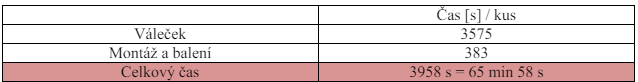 Čas [s] / kus
Váleček 3575
Montáž a balení 383
Celkový čas 3958 s = 65 min 58 s